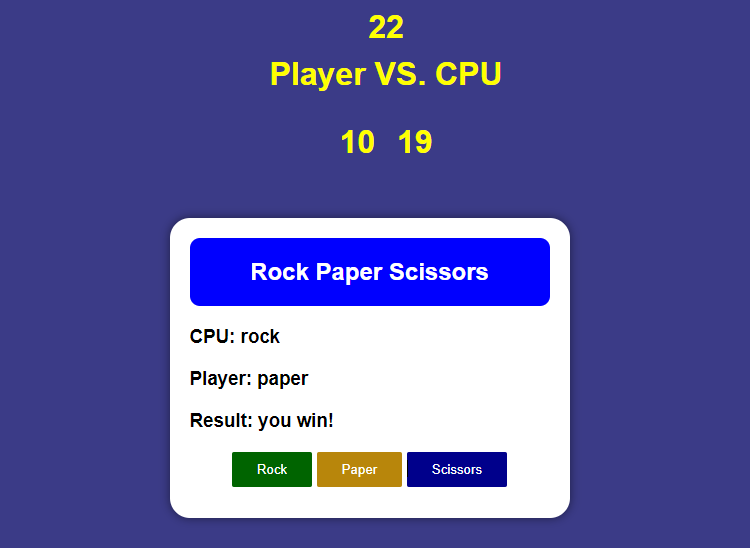 22
Player VS. CPU
10 19
Rock Paper Scissors
CPU: rock
Player: paper
Result: you win!
Rock Paper Scissors